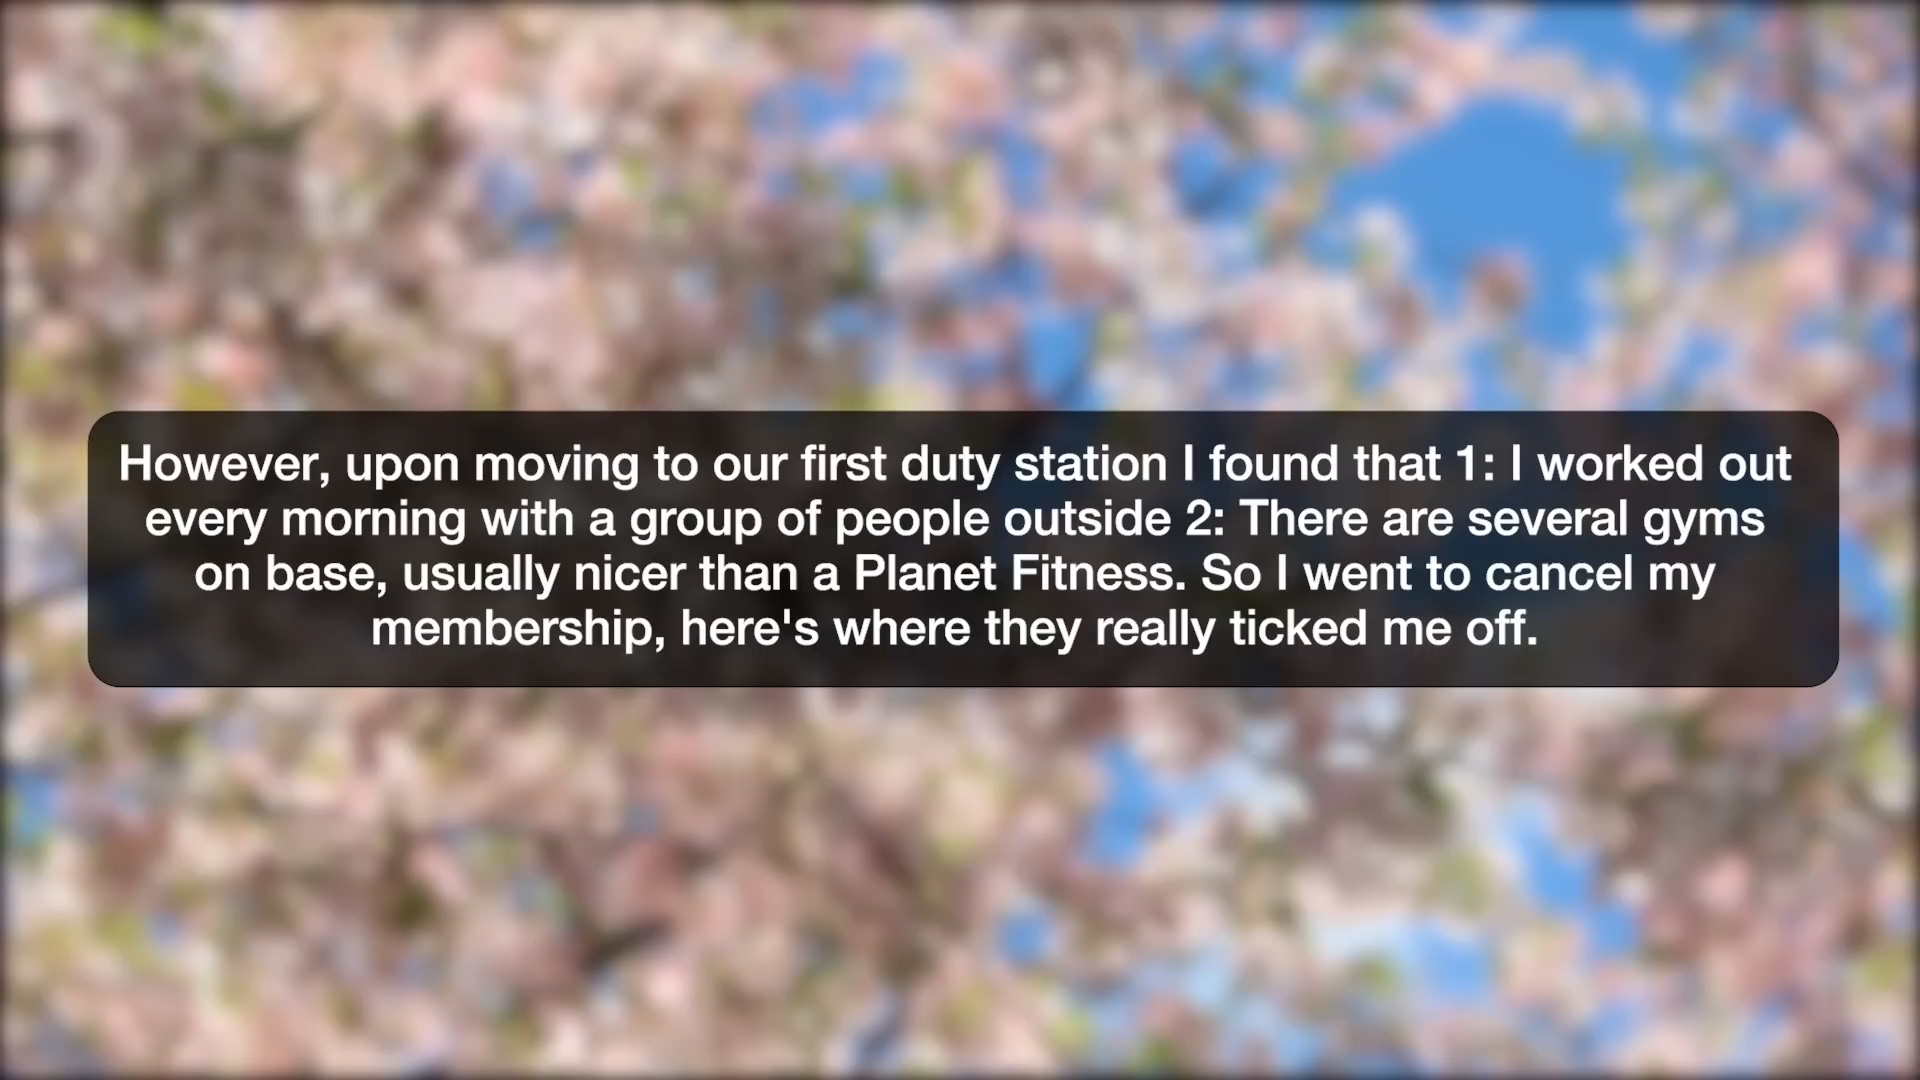 However, upon moving to our first duty station I found that 1: I worked out
every morning with a group of people outside 2: There are several gyms
on base, usually nicer than a Planet Fitness. So I went to cancel my
membership, here's where they really ticked me off.